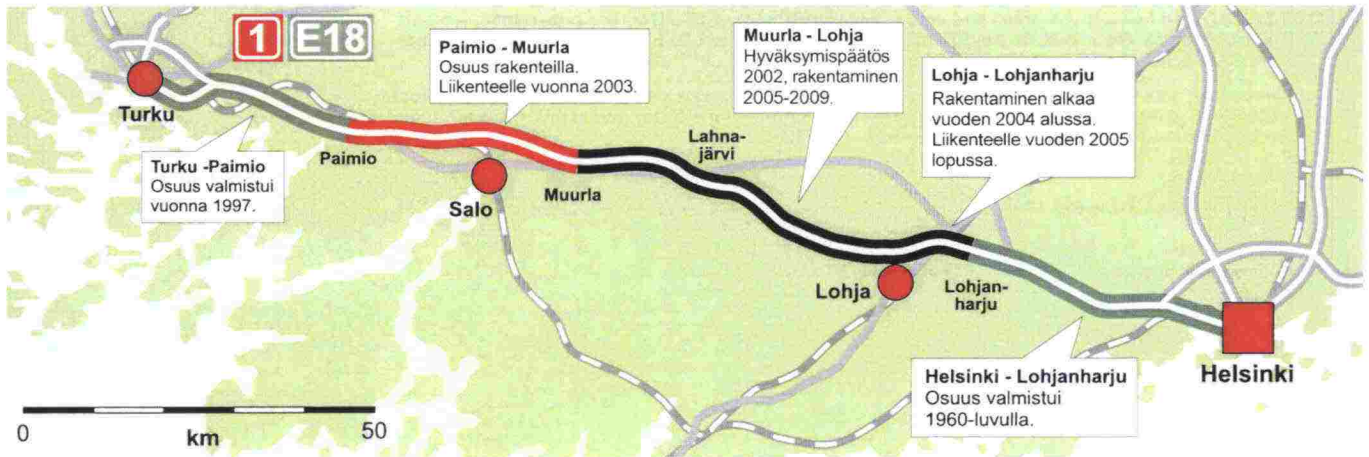 1 E18
Paimio - Muurla
Osuus rakenteilla.
Liikenteelle vuonna 2003.
Muurla - Lohja
Hyväksymispäätös
2002, rakentaminen
2005-2009.
Lohja - Lohjanharju
Rakentaminen alkaa
vuoden 2004 alussa.
Liikenteelle vuoden 2005
lopussa.
Turku
Turku -Paimio
Osuus valmistui
vuonna 1997.
Paimio
Salo
Muurla
Lahna-
järvi
Lohja
Lohjan-
harju
Helsinki - Lohjanharju
Osuus valmistui
1960-luvulla.
Helsinki
0 km 50